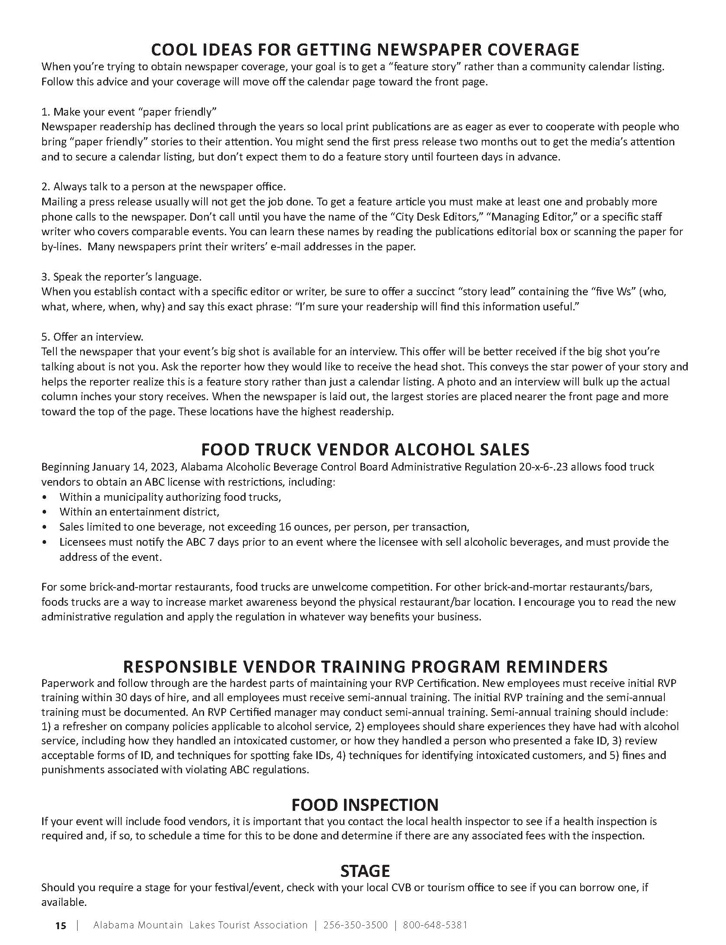 COOL IDEAS FOR GETTING NEWSPAPER COVERAGE
When you're trying to obtain newspaper coverage, your goal is to get a “feature story” rather than a community calendar listing.
Follow this advice and your coverage will move off the calendar page toward the front page.
1. Make your event “paper friendly”
Newspaper readership has declined through the years so local print publications are as eager as ever to cooperate with people who
bring “paper friendly” stories to their attention. You might send the first press release two months out to get the media's attention
and to secure a calendar listing, but don't expect them to do a feature story until fourteen days in advance.
2. Always talk to a person at the newspaper office.
Mailing a press release usually will not get the job done. To get a feature article you must make at least one and probably more
phone calls to the newspaper. Don't call until you have the name of the “City Desk Editors,” “Managing Editor,” or a specific staff
writer who covers comparable events. You can learn these names by reading the publications editorial box or scanning the paper for
by-lines. Many newspapers print their writers' e-mail addresses in the paper.
3. Speak the reporter's language.
When you establish contact with a specific editor or writer, be sure to offer a succinct “story lead” containing the “five Ws” (who,
what, where, when, why) and say this exact phrase: “I'm sure your readership will find this information useful.”
5. Offer an interview.
Tell the newspaper that your event's big shot is available for an interview. This offer will be better received if the big shot you're
talking about is not you. Ask the reporter how they would like to receive the head shot. This conveys the star power of your story and
helps the reporter realize this is a feature story rather than just a calendar listing. A photo and an interview will bulk up the actual
column inches your story receives. When the newspaper is laid out, the largest stories are placed nearer the front page and more
toward the top of the page. These locations have the highest readership.
FOOD TRUCK VENDOR ALCOHOL SALES
Beginning January 14, 2023, Alabama Alcoholic Beverage Control Board Administrative Regulation 20-x-6-.23 allows food truck
vendors to obtain an ABC license with restrictions, including:
• Within a municipality authorizing food trucks,
• Within an entertainment district,
• Sales limited to one beverage, not exceeding 16 ounces, per person, per transaction,
• Licensees must notify the ABC 7 days prior to an event where the licensee with sell alcoholic beverages, and must provide the
address of the event.
For some brick-and-mortar restaurants, food trucks are unwelcome competition. For other brick-and-mortar restaurants/bars,
foods trucks are a way to increase market awareness beyond the physical restaurant/bar location. I encourage you to read the new
administrative regulation and apply the regulation in whatever way benefits your business.
RESPONSIBLE VENDOR TRAINING PROGRAM REMINDERS
Paperwork and follow through are the hardest parts of maintaining your RVP Certification. New employees must receive initial RVP
training within 30 days of hire, and all employees must receive semi-annual training. The initial RVP training and the semi-annual
training must be documented. An RVP Certified manager may conduct semi-annual training. Semi-annual training should include:
1) a refresher on company policies applicable to alcohol service, 2) employees should share experiences they have had with alcohol
service, including how they handled an intoxicated customer, or how they handled a person who presented a fake ID, 3) review
acceptable forms of ID, and techniques for spotting fake IDs, 4) techniques for identifying intoxicated customers, and 5) fines and
punishments associated with violating ABC regulations.
FOOD INSPECTION
If your event will include food vendors, it is important that you contact the local health inspector to see if a health inspection is
required and, if so, to schedule a time for this to be done and determine if there are any associated fees with the inspection.
STAGE
Should you require a stage for your festival/event, check with your local CVB or tourism office to see if you can borrow one, if
available.
15 | Alabama Mountain Lakes Tourist Association | 256-350-3500 | 800-648-5381